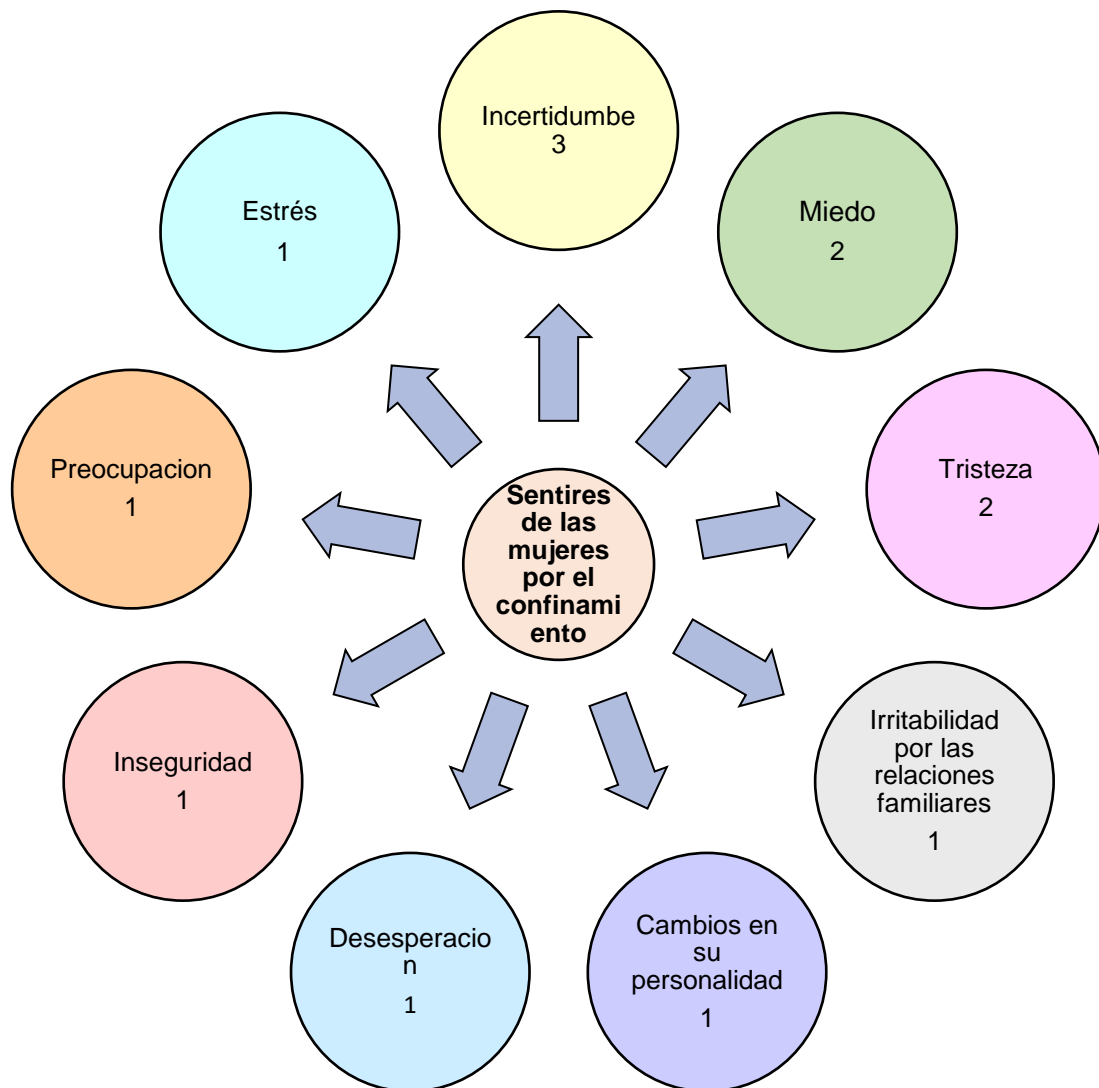 Incertidumbe
3
Miedo
2
Tristeza
2
Irritabilidad
por las
relaciones
familiares
1
Cambios en
su
personalidad
1
Desesperacio
n
1
Inseguridad
1
Preocupacion
1
Estrés
1
Sentires
de las
mujeres
por el
confinami
ento